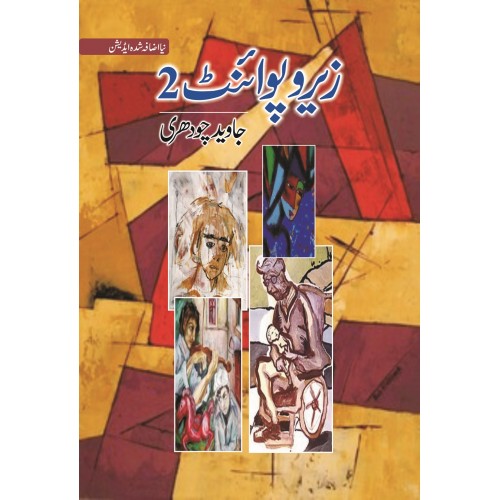 نیا اضافہ شدہ ایڈیشن
زیرو پوائنٹ 2
جاوید چودھری